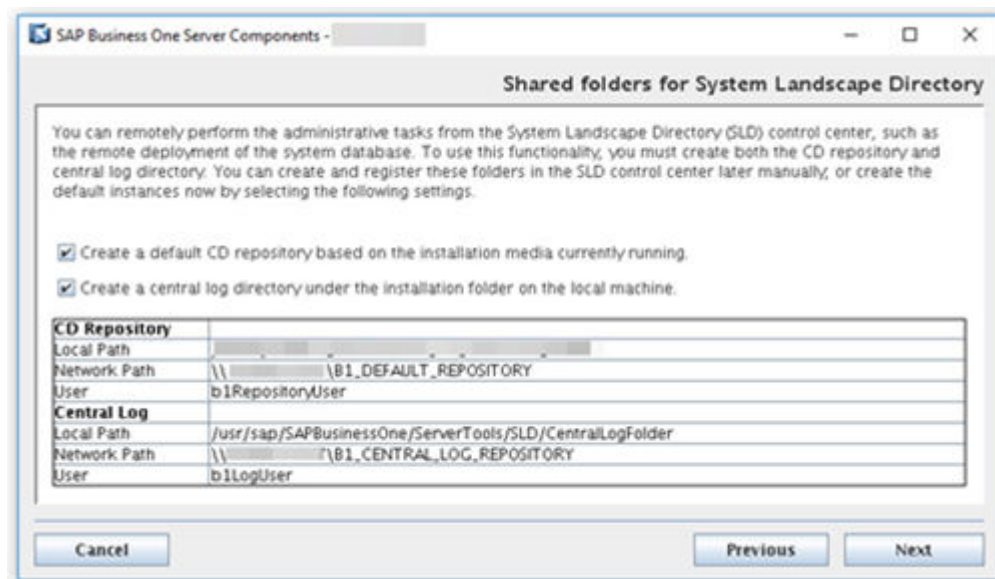 SAP Business One Server Components -
Shared folders for System Landscape Directory
You can remotely perform the administrative tasks from the System Landscape Directory (SLD) control center, such as
the remote deployment of the system database. To use this functionality, you must create both the CD repository and
central log directory. You can create and register these folders in the SLD control center later manually, or create the
default instances now by selecting the following settings.
Create a default CD repository based on the installation media currently running.
Create a central log directory under the installation folder on the local machine.
CD Repository
Local Path
Network Path \\ \B1_DEFAULT_REPOSITORY
User b1RepositoryUser
Central Log
Local Path /usr/sap/SAPBusinessOne/ServerTools/SLD/CentralLogFolder
Network Path \\ \B1_CENTRAL_LOG_REPOSITORY
User b1LogUser
Cancel Previous Next